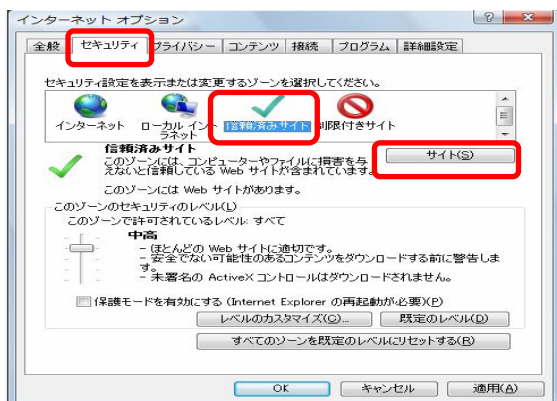 インターネット オプション
全般 セキュリティ プライバシー コンテンツ 接続 プログラム 詳細設定
セキュリティ設定を表示または変更するゾーンを選択してください。
インターネット ローカル イントラネット 信頼済みサイト 制限付きサイト
信頼済みサイト
サイト(S)
このゾーンには、コンピューターやファイルに損害を与
えないと信頼している Web サイトが含まれています。
このゾーンには Web サイトがあります。
このゾーンのセキュリティのレベル(L)
このゾーンで許可されているレベル: すべて
中高
- ほとんどの Web サイトに適切です。
- 安全でない可能性のあるコンテンツをダウンロードする前に警告しま
す。
- 未署名の ActiveX コントロールはダウンロードされません。
保護モードを有効にする (Internet Explorer の再起動が必要)(P)
レベルのカスタマイズ(C)... 既定のレベル(D)
すべてのゾーンを既定のレベルにリセットする(R)
OK キャンセル 適用(A)